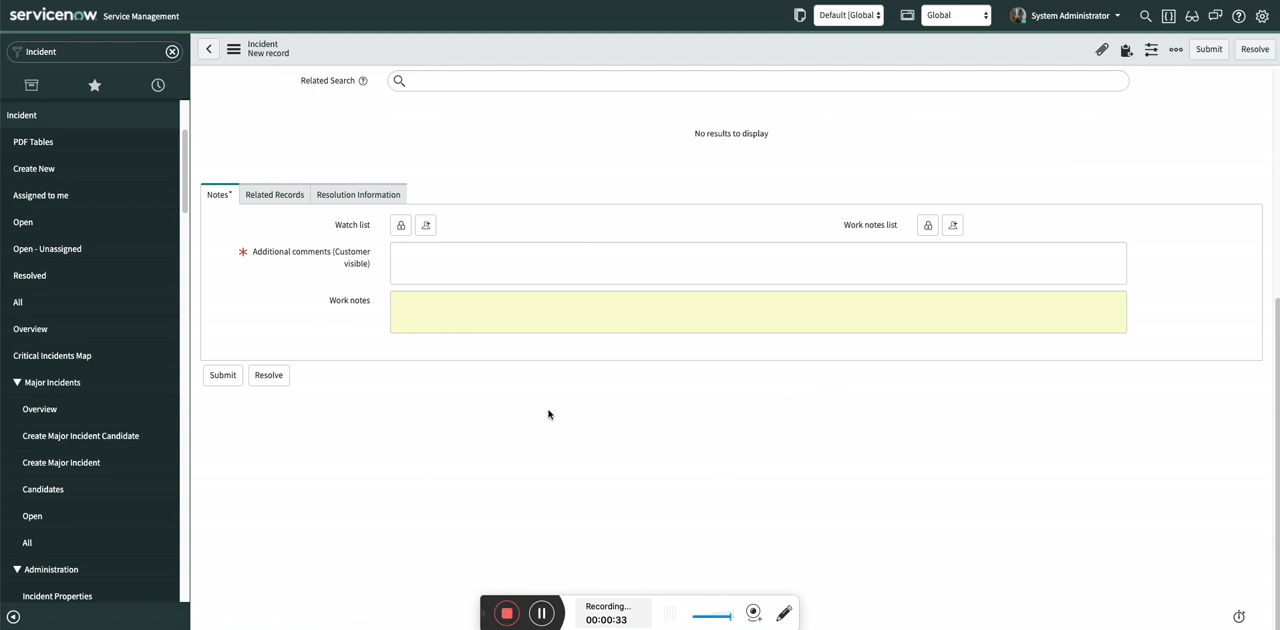 servicenow Service Management
Default [Global
Global
System Administrator
Incident
Incident
New record
Submit
Resolve
Related Search
No results to display
Incident
PDF Tables
Create New
Assigned to me
Open
Open - Unassigned
Resolved
All
Overview
Critical Incidents Map
Major Incidents
Overview
Create Major Incident Candidate
Create Major Incident
Candidates
Open
All
Administration
Incident Properties
Notes*
Related Records
Resolution Information
Watch list
Work notes list
* Additional comments (Customer
visible)
Work notes
Submit
Resolve
Recording...
00:00:33